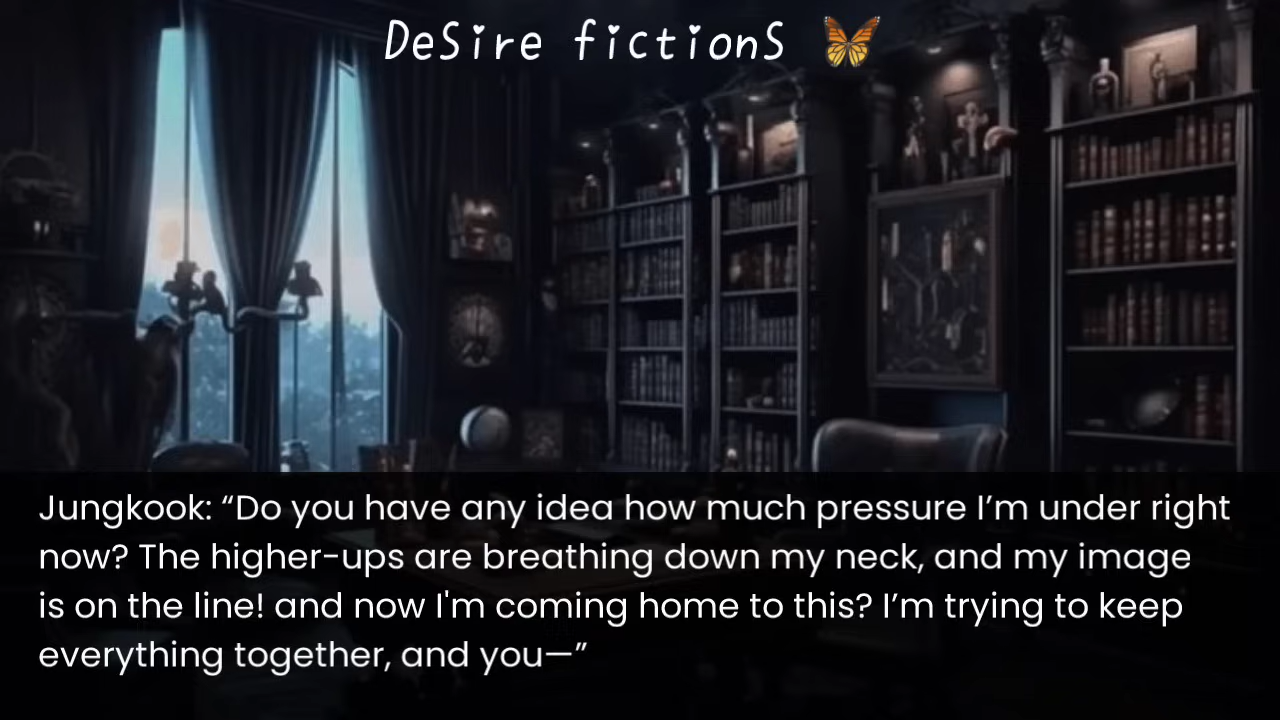 DeSire fictionS 🦋
Jungkook: “Do you have any idea how much pressure I’m under right
now? The higher-ups are breathing down my neck, and my image
is on the line! and now I'm coming home to this? I’m trying to keep
everything together, and you—”